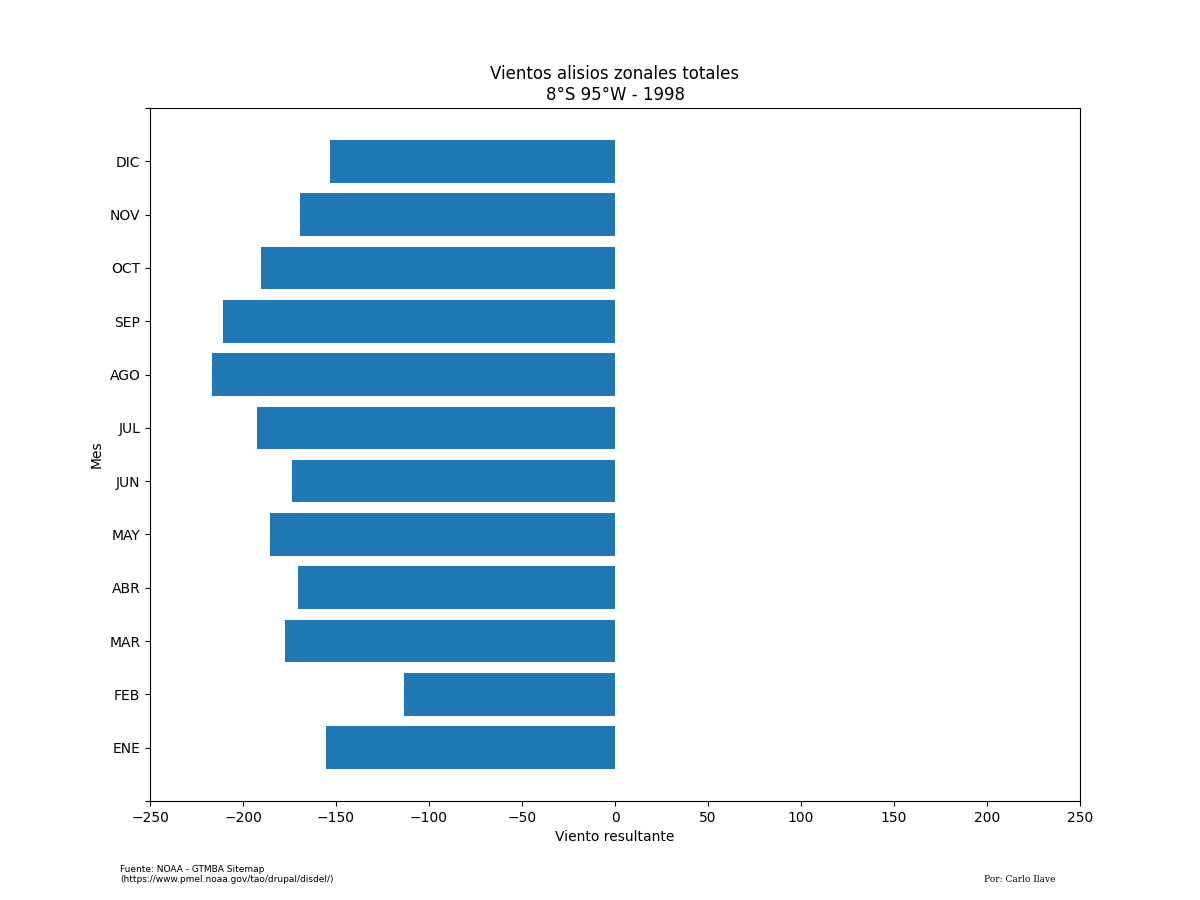 Vientos alisios zonales totales
8°S 95°W - 1998
DIC
NOV
OCT
SEP
AGO
JUL
JUN
MAY
ABR
MAR
FEB
ENE
Mes
−250 −200 −150 −100 −50 0 50 100 150 200 250
Viento resultante
Fuente: NOAA - GTMBA Sitemap
(https://www.pmel.noaa.gov/tao/drupal/disdel/)
Por: Carlo Ilave